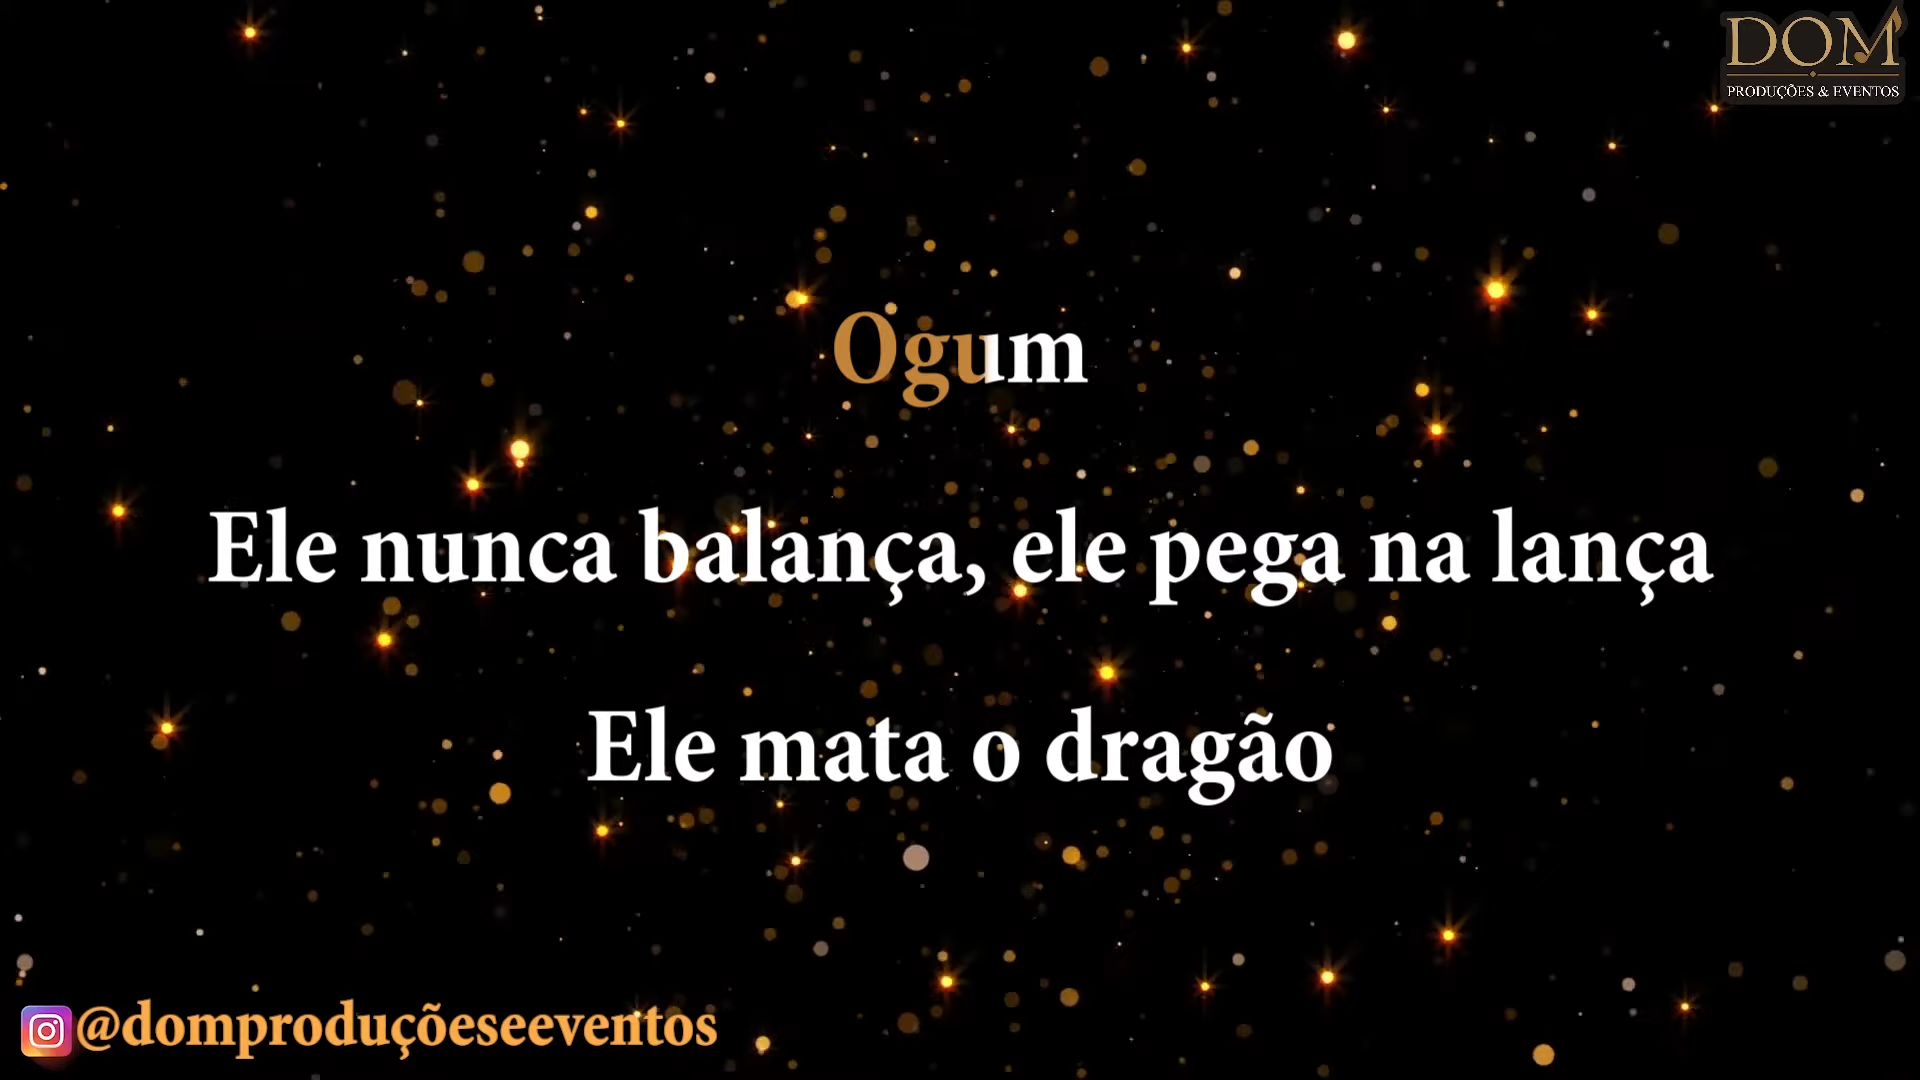 DOM
PRODUÇÕES & EVENTOS
Ogum
Ele nunca balança, ele pega na lança
Ele mata o dragão
@domproduçõeseeventos